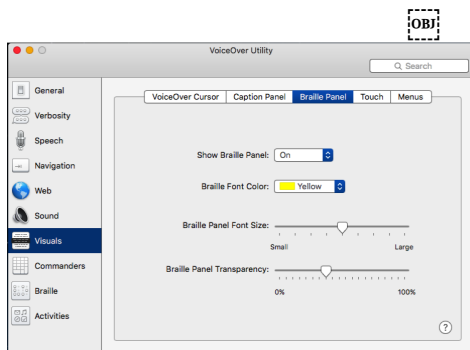 OBJ
VoiceOver Utility
Search
General
Verbosity
Speech
Navigation
Web
Sound
Visuals
Commanders
Braille
Activities
VoiceOver Cursor Caption Panel Braille Panel Touch Menus
Show Braille Panel: On
Braille Font Color: Yellow
Braille Panel Font Size:
Small Large
Braille Panel Transparency:
0% 100%
?